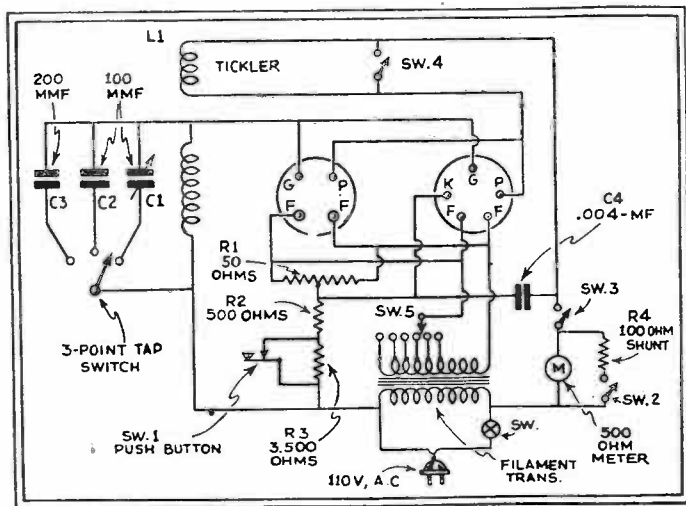 L1
TICKLER
SW.4
200
MMF
100
MMF
C3
C2
C1
G
P
F
F
G
K
P
F
F
C4
.004-MF
R1
50
OHMS
R2
500 OHMS
SW.5
SW.3
R4
100 OHM
SHUNT
3-POINT TAP
SWITCH
M
SW.2
SW.1
PUSH BUTTON
R3
3.500
OHMS
SW.
500
OHM
METER
110V, A.C
FILAMENT
TRANS.